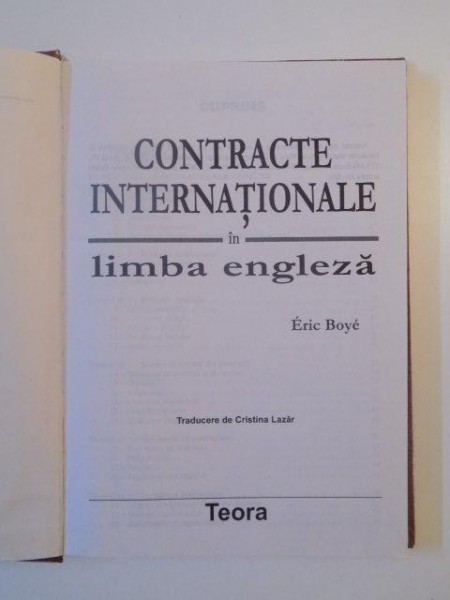 CONTRACTE
INTERNAȚIONALE
în
limba engleză
Éric Boyé
Traducere de Cristina Lazăr
Teora